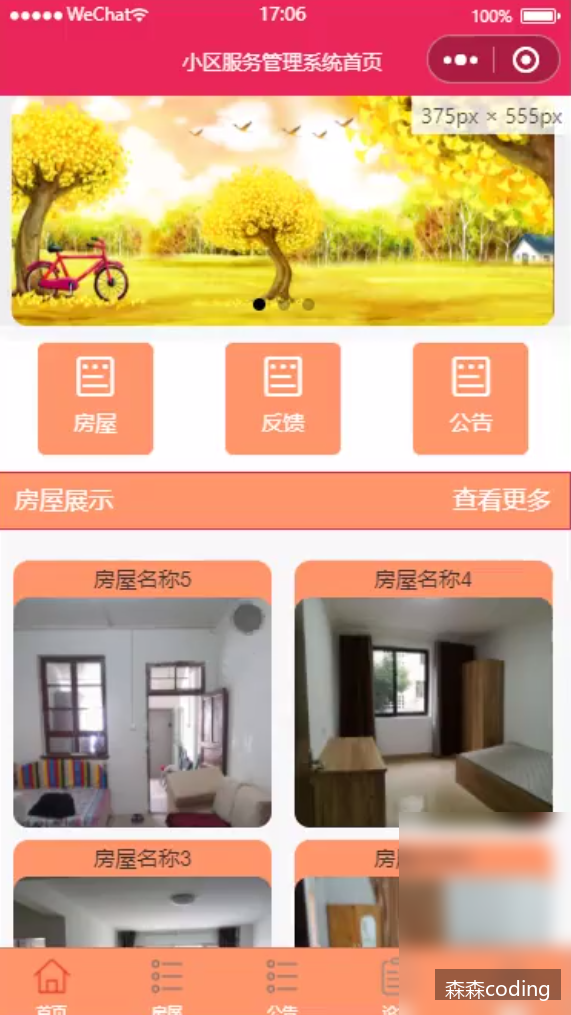 WeChat 17:06 100%
小区服务管理系统首页
375px × 555px
房屋 反馈 公告
房屋展示 查看更多
房屋名称5 房屋名称4
房屋名称3 房
首页 房屋 公告
森森coding